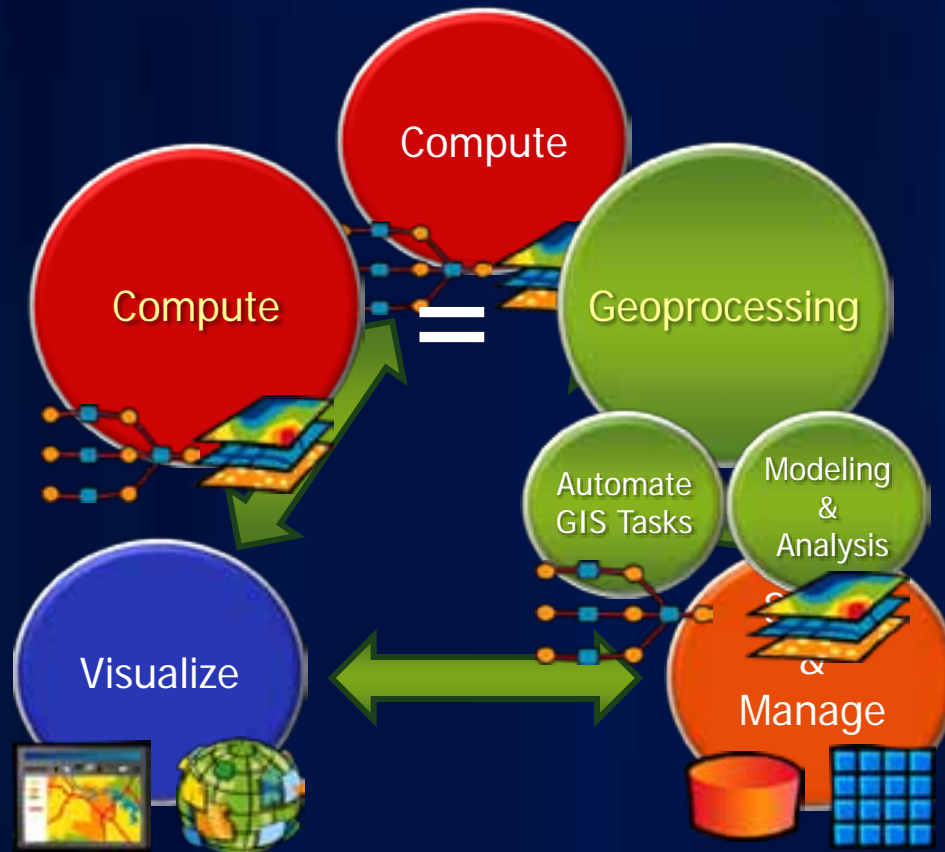 Compute
Compute
=
Geoprocessing
Automate
GIS Tasks
Modeling
&
Analysis
Visualize
&
Manage